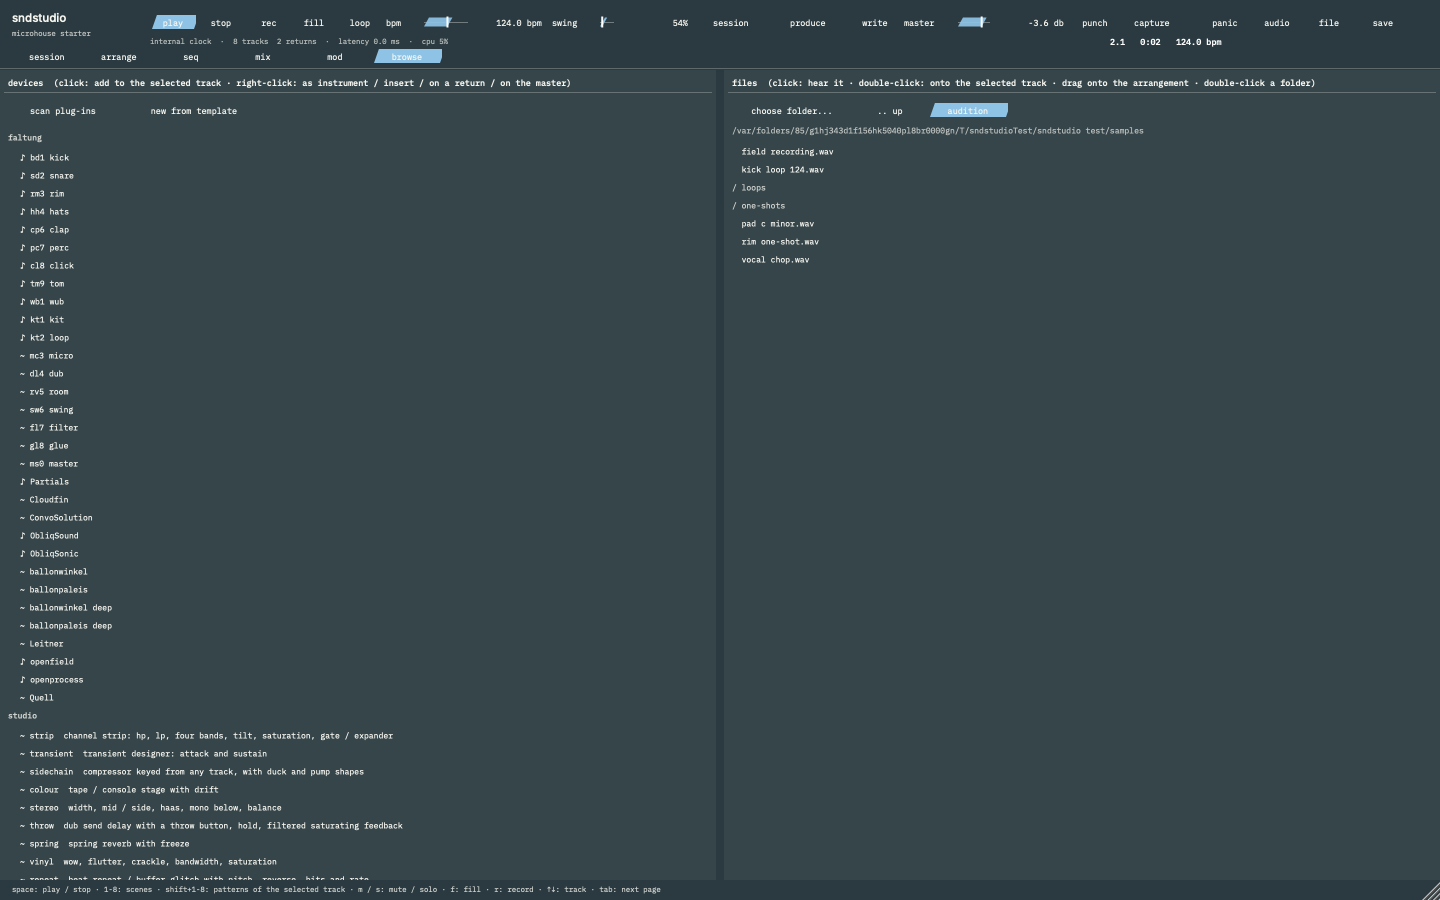 sndstudio
microhouse starter
play stop rec fill loop bpm 124.0 bpm swing 54% session produce write master -3.6 db punch capture panic audio file save
internal clock · 8 tracks 2 returns · latency 0.0 ms · cpu 5%
2.1 0:02 124.0 bpm
session arrange seq mix mod browse
devices (click: add to the selected track · right-click: as instrument / insert / on a return / on the master)
scan plug-ins new from template
faltung
♪ bd1 kick
♪ sd2 snare
♪ rm3 rim
♪ hh4 hats
♪ cp6 clap
♪ pc7 perc
♪ cl8 click
♪ tm9 tom
♪ wb1 wub
♪ kt1 kit
♪ kt2 loop
~ mc3 micro
~ dl4 dub
~ rv5 room
~ sw6 swing
~ fl7 filter
~ gl8 glue
~ ms0 master
♪ Partials
~ Cloudfin
~ ConvoSolution
♪ ObliqSound
♪ ObliqSonic
~ ballonwinkel
~ ballonpaleis
~ ballonwinkel deep
~ ballonpaleis deep
~ Leitner
♪ openfield
♪ openprocess
~ Quell
studio
~ strip channel strip: hp, lp, four bands, tilt, saturation, gate / expander
~ transient transient designer: attack and sustain
~ sidechain compressor keyed from any track, with duck and pump shapes
~ colour tape / console stage with drift
~ stereo width, mid / side, haas, mono below, balance
~ throw dub send delay with a throw button, hold, filtered saturating feedback
~ spring spring reverb with freeze
~ vinyl wow, flutter, crackle, bandwidth, saturation
~ repeat beat repeat / buffer glitch with pitch, reverse, bits and rate
files (click: hear it · double-click: onto the selected track · drag onto the arrangement · double-click a folder)
choose folder... .. up audition
/var/folders/85/g1hj343d1f156hk5040pl8br0000gn/T/sndstudioTest/sndstudio test/samples
field recording.wav
kick loop 124.wav
/ loops
/ one-shots
pad c minor.wav
rim one-shot.wav
vocal chop.wav
space: play / stop · 1-8: scenes · shift+1-8: patterns of the selected track · m / s: mute / solo · f: fill · r: record · ↑↓: track · tab: next page